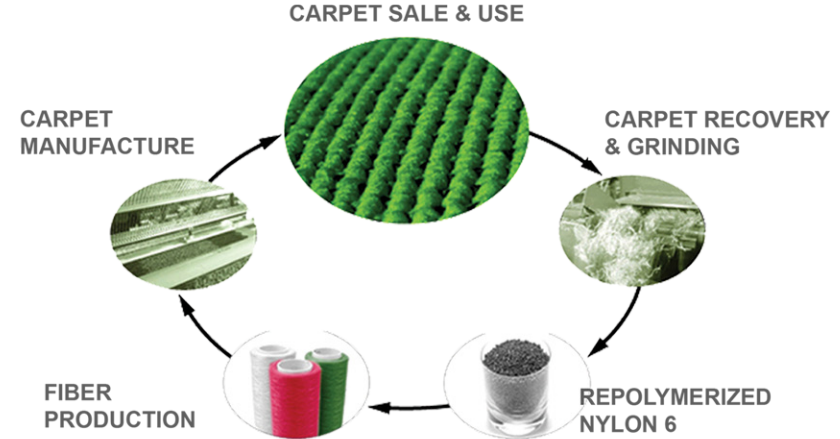 CARPET SALE & USE
CARPET RECOVERY
& GRINDING
REPOLYMERIZED
NYLON 6
FIBER
PRODUCTION
CARPET
MANUFACTURE